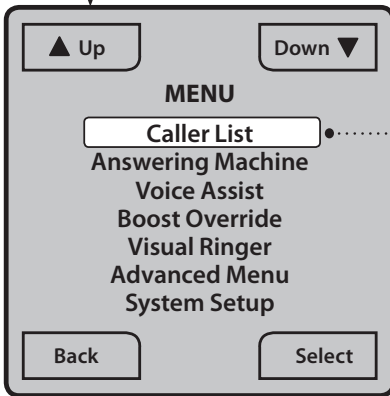 ▲ Up
Down ▼
MENU
Caller List
Answering Machine
Voice Assist
Boost Override
Visual Ringer
Advanced Menu
System Setup
Back
Select